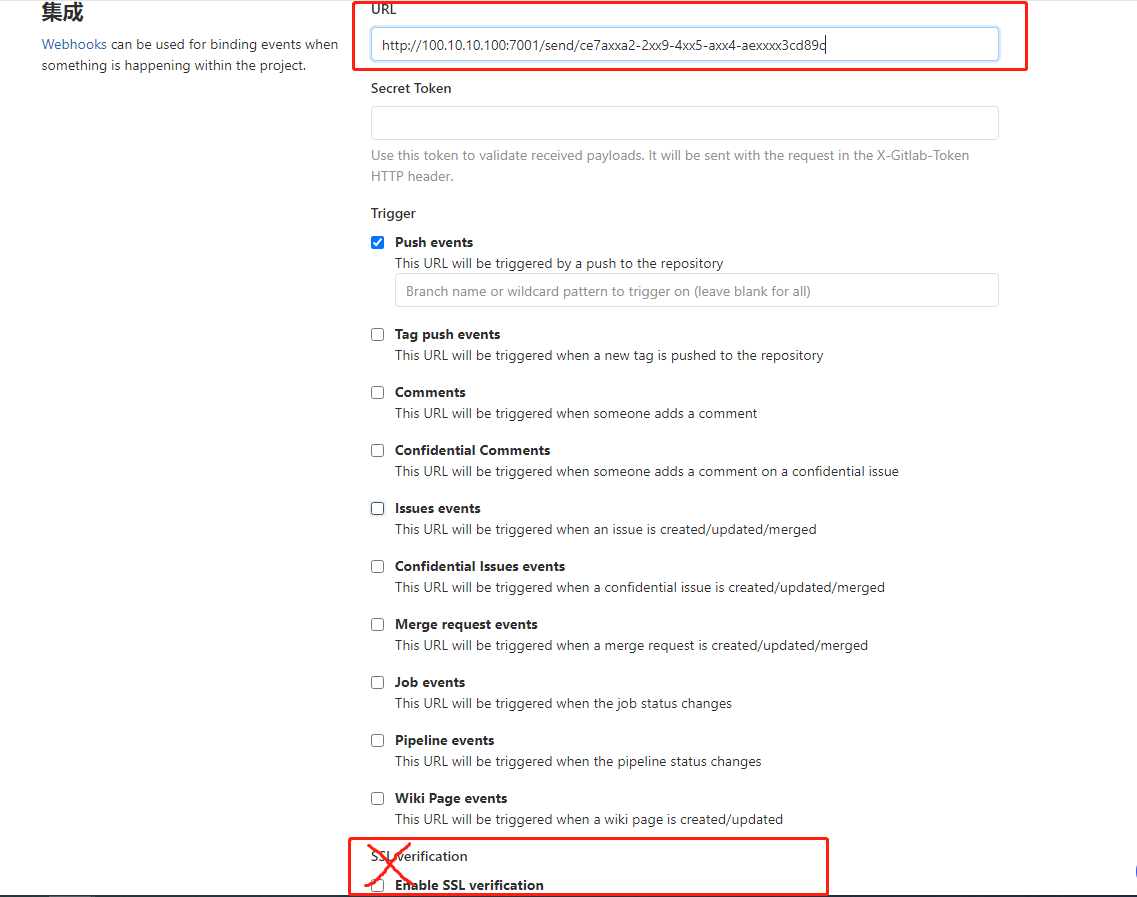 集成
Webhooks can be used for binding events when
something is happening within the project.
URL
http://100.10.10.100:7001/send/ce7axxa2-2xx9-4xx5-axx4-aexxxx3cd89c
Secret Token
Use this token to validate received payloads. It will be sent with the request in the X-Gitlab-Token
HTTP header.
Trigger
Push events
This URL will be triggered by a push to the repository
Branch name or wildcard pattern to trigger on (leave blank for all)
Tag push events
This URL will be triggered when a new tag is pushed to the repository
Comments
This URL will be triggered when someone adds a comment
Confidential Comments
This URL will be triggered when someone adds a comment on a confidential issue
Issues events
This URL will be triggered when an issue is created/updated/merged
Confidential Issues events
This URL will be triggered when a confidential issue is created/updated/merged
Merge request events
This URL will be triggered when a merge request is created/updated/merged
Job events
This URL will be triggered when the job status changes
Pipeline events
This URL will be triggered when the pipeline status changes
Wiki Page events
This URL will be triggered when a wiki page is created/updated
SSL verification
Enable SSL verification